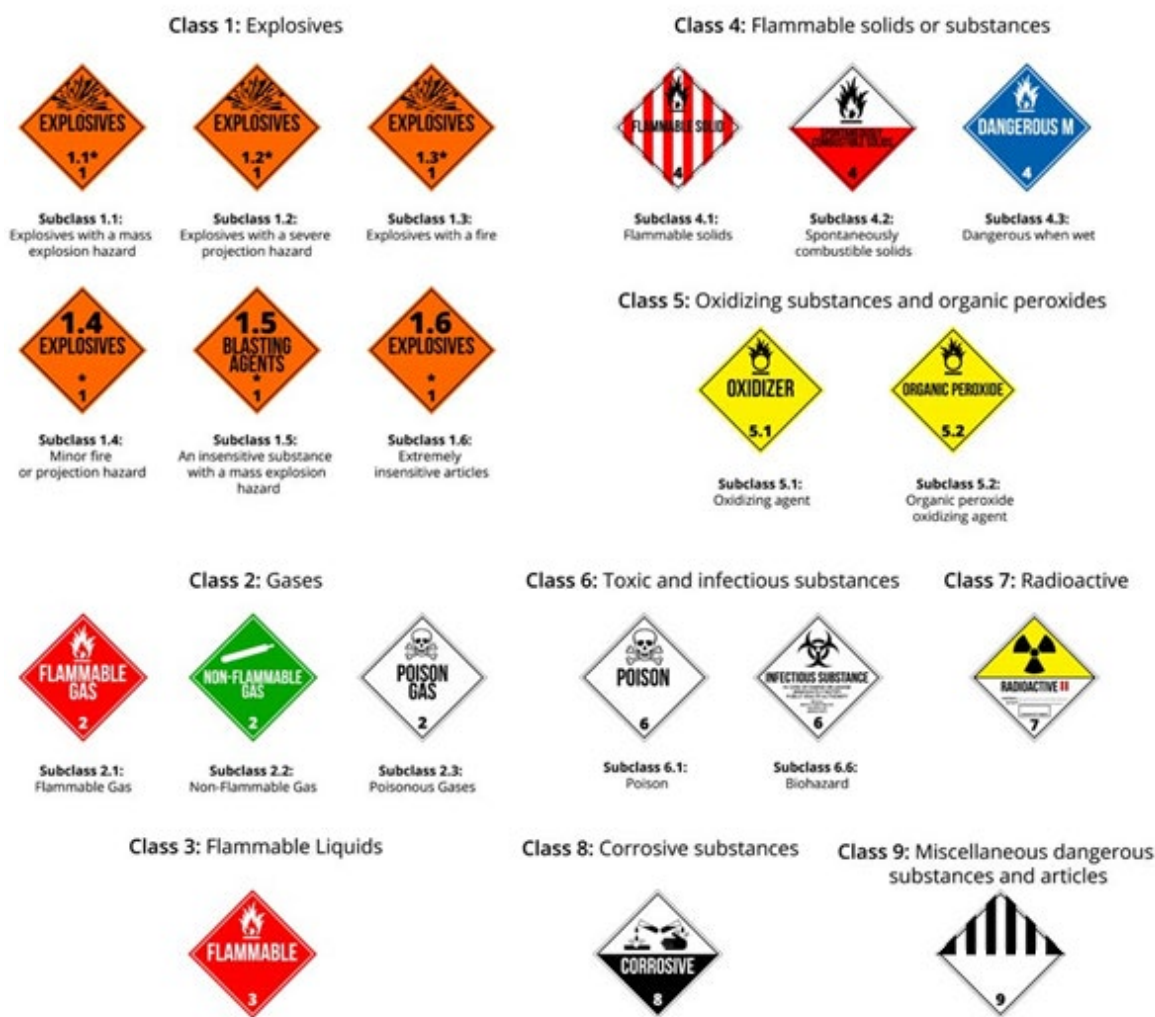 Class 1: Explosives
EXPLOSIVES
1.1*
1
EXPLOSIVES
1.2*
1
EXPLOSIVES
1.3*
1
Subclass 1.1:
Explosives with a mass
explosion hazard
Subclass 1.2:
Explosives with a severe
projection hazard
Subclass 1.3:
Explosives with a fire
1.4
EXPLOSIVES
*
1
1.5
BLASTING
AGENTS
*
1
1.6
EXPLOSIVES
*
1
Subclass 1.4:
Minor fire
or projection hazard
Subclass 1.5:
An insensitive substance
with a mass explosion
hazard
Subclass 1.6:
Extremely
insensitive articles
Class 4: Flammable solids or substances
FLAMMABLE SOLID
4
SPONTANEOUSLY
COMBUSTIBLE SOLIDS
4
DANGEROUS M
4
Subclass 4.1:
Flammable solids
Subclass 4.2:
Spontaneously
combustible solids
Subclass 4.3:
Dangerous when wet
Class 5: Oxidizing substances and organic peroxides
OXIDIZER
5.1
ORGANIC PEROXIDE
5.2
Subclass 5.1:
Oxidizing agent
Subclass 5.2:
Organic peroxide
oxidizing agent
Class 2: Gases
FLAMMABLE
GAS
2
NON-FLAMMABLE
GAS
2
POISON
GAS
2
Subclass 2.1:
Flammable Gas
Subclass 2.2:
Non-Flammable Gas
Subclass 2.3:
Poisonous Gases
Class 6: Toxic and infectious substances
POISON
6
INFECTIOUS SUBSTANCE
6
Subclass 6.1:
Poison
Subclass 6.6:
Biohazard
Class 7: Radioactive
RADIOACTIVE II
7
Class 3: Flammable Liquids
FLAMMABLE
3
Class 8: Corrosive substances
CORROSIVE
8
Class 9: Miscellaneous dangerous
substances and articles
9